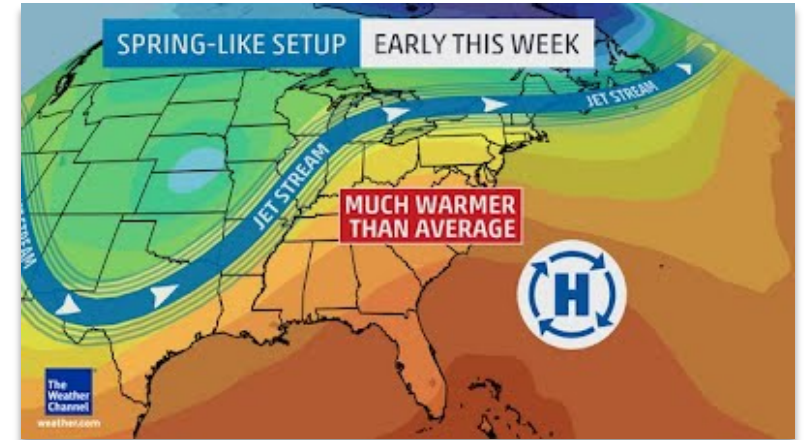 SPRING-LIKE SETUP
EARLY THIS WEEK
JET STREAM
JET STREAM
MUCH WARMER
THAN AVERAGE
H
The
Weather
Channel
weather.com